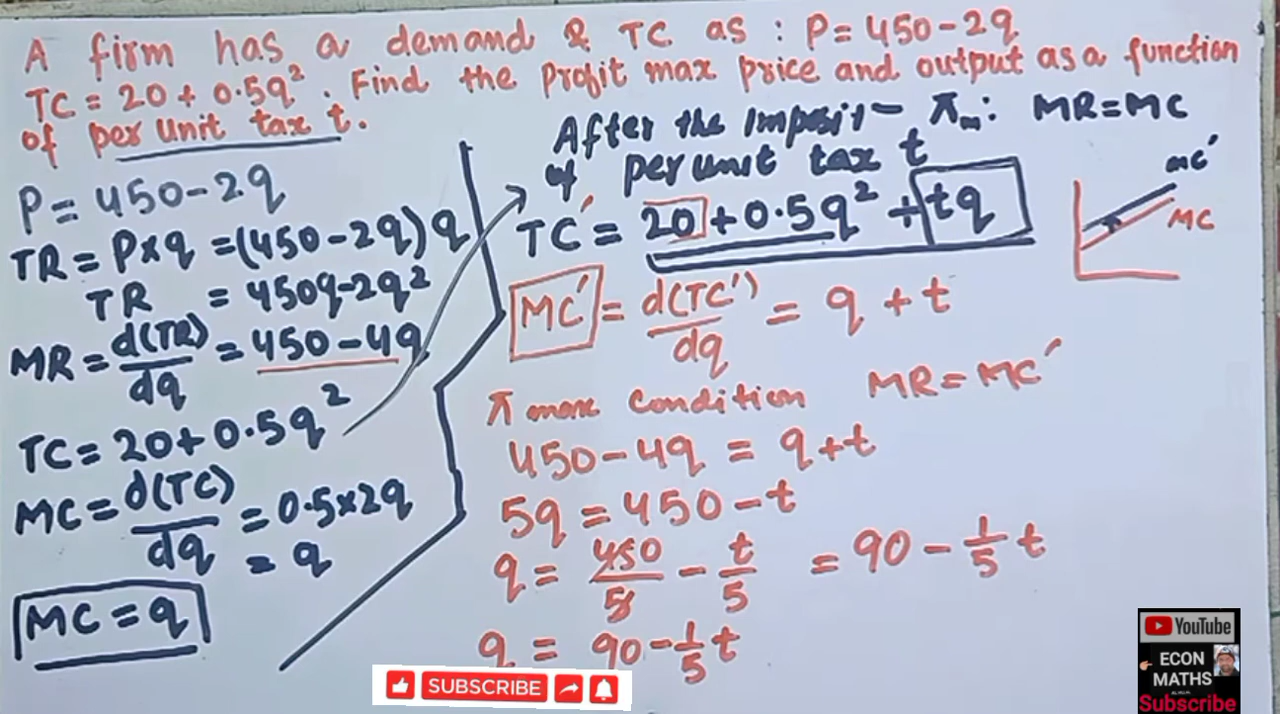 A firm has a demand & TC as : P = 450 - 2q
TC = 20 + 0.5q² . Find the Profit max price and output as a function
of per unit tax t.
P = 450 - 2q
TR = P×q = (450 - 2q) q
TR = 450q - 2q²
MR = d(TR)/dq = 450 - 4q
TC = 20 + 0.5q²
MC = d(TC)/dq = 0.5×2q
= q
MC = q
After the Imposit- πm: MR = MC
of per unit tax t
TC' = 20 + 0.5q² + tq
MC'
MC
MC' = d(TC')/dq = q + t
π max condition MR = MC'
450 - 4q = q + t
5q = 450 - t
q = 450/5 - t/5 = 90 - 1/5 t
q = 90 - 1/5 t
SUBSCRIBE
YouTube
ECON
MATHS
Subscribe